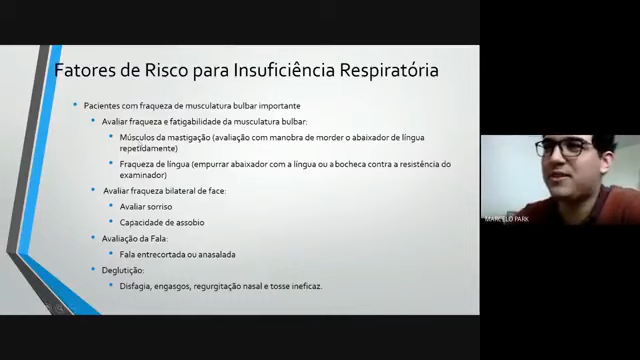 Fatores de Risco para Insuficiência Respiratória
Pacientes com fraqueza de musculatura bulbar importante
Avaliar fraqueza e fatigabilidade da musculatura bulbar:
Músculos da mastigação (avaliação com manobra de morder o abaixador de língua
repetidamente)
Fraqueza de língua (empurrar abaixador com a língua ou a bocheca contra a resistência do
examinador)
Avaliar fraqueza bilateral de face:
Avaliar sorriso
Capacidade de assobio
Avaliação da Fala:
Fala entrecortada ou anasalada
Deglutição:
Disfagia, engasgos, regurgitação nasal e tosse ineficaz.
MARCELO PARK